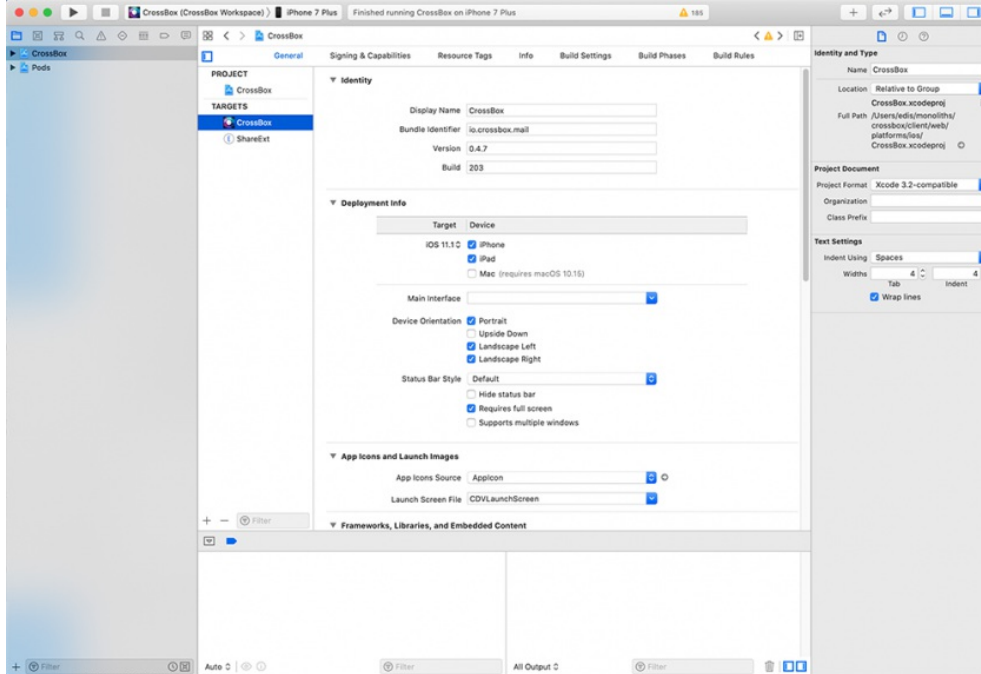 CrossBox (CrossBox Workspace) 〉 iPhone 7 Plus
Finished running CrossBox on iPhone 7 Plus
185
CrossBox
Pods
Filter
CrossBox
General
Signing & Capabilities
Resource Tags
Info
Build Settings
Build Phases
Build Rules
PROJECT
CrossBox
TARGETS
CrossBox
ShareExt
Filter
Identity
Display Name CrossBox
Bundle Identifier io.crossbox.mail
Version 0.4.7
Build 203
Deployment Info
Target Device
iOS 11.1 iPhone
iPad
Mac (requires macOS 10.15)
Main Interface
Device Orientation Portrait
Upside Down
Landscape Left
Landscape Right
Status Bar Style Default
Hide status bar
Requires full screen
Supports multiple windows
App Icons and Launch Images
App Icons Source AppIcon
Launch Screen File CDVLaunchScreen
Frameworks, Libraries, and Embedded Content
Auto
Filter
All Output
Filter
Identity and Type
Name CrossBox
Location Relative to Group
CrossBox.xcodeproj
Full Path /Users/edis/monoliths/
crossbox/client/web/
platforms/ios/
CrossBox.xcodeproj
Project Document
Project Format Xcode 3.2-compatible
Organization
Class Prefix
Text Settings
Indent Using Spaces
Widths 4 4
Tab Indent
Wrap lines